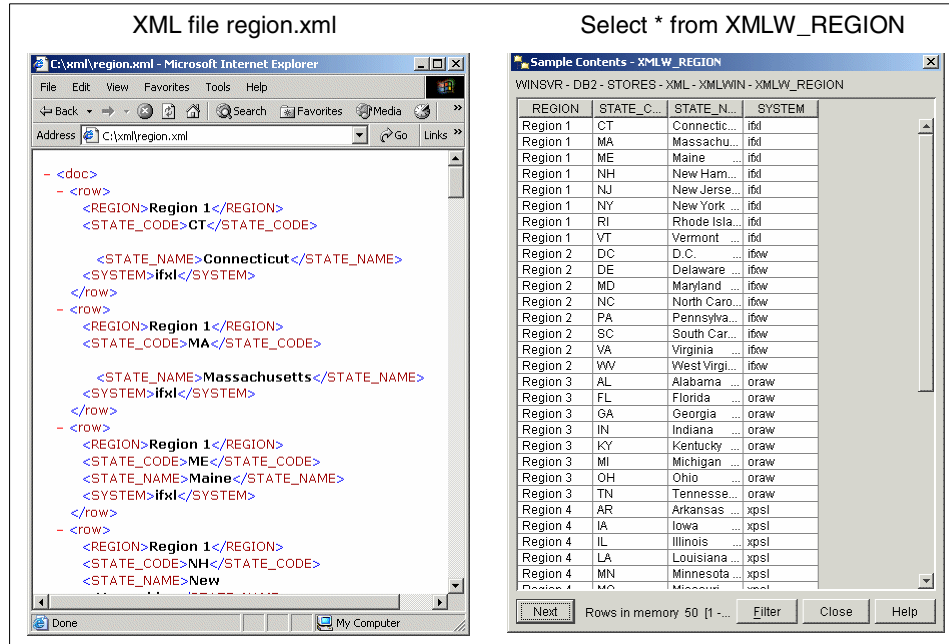 XML file region.xml
Select * from XMLW_REGION
C:\xml\region.xml - Microsoft Internet Explorer
File Edit View Favorites Tools Help
Back Search Favorites Media »
Address C:\xml\region.xml Go Links »
- <doc>
- <row>
<REGION>Region 1</REGION>
<STATE_CODE>CT</STATE_CODE>
<STATE_NAME>Connecticut</STATE_NAME>
<SYSTEM>ifxl</SYSTEM>
</row>
- <row>
<REGION>Region 1</REGION>
<STATE_CODE>MA</STATE_CODE>
<STATE_NAME>Massachusetts</STATE_NAME>
<SYSTEM>ifxl</SYSTEM>
</row>
- <row>
<REGION>Region 1</REGION>
<STATE_CODE>ME</STATE_CODE>
<STATE_NAME>Maine</STATE_NAME>
<SYSTEM>ifxl</SYSTEM>
</row>
- <row>
<REGION>Region 1</REGION>
<STATE_CODE>NH</STATE_CODE>
<STATE_NAME>New
Done My Computer
Sample Contents - XMLW_REGION
WINSVR - DB2 - STORES - XML - XMLWIN - XMLW_REGION
REGION STATE_C... STATE_N... SYSTEM
Region 1 CT Connectic... ifxl
Region 1 MA Massachu... ifxl
Region 1 ME Maine ... ifxl
Region 1 NH New Ham... ifxl
Region 1 NJ New Jerse... ifxl
Region 1 NY New York ... ifxl
Region 1 RI Rhode Isla... ifxl
Region 1 VT Vermont ... ifxl
Region 2 DC D.C. ... ifxw
Region 2 DE Delaware ... ifxw
Region 2 MD Maryland ... ifxw
Region 2 NC North Caro... ifxw
Region 2 PA Pennsylva... ifxw
Region 2 SC South Car... ifxw
Region 2 VA Virginia ... ifxw
Region 2 WV West Virgi... ifxw
Region 3 AL Alabama ... oraw
Region 3 FL Florida ... oraw
Region 3 GA Georgia ... oraw
Region 3 IN Indiana ... oraw
Region 3 KY Kentucky ... oraw
Region 3 MI Michigan ... oraw
Region 3 OH Ohio ... oraw
Region 3 TN Tennesse... oraw
Region 4 AR Arkansas ... xpsl
Region 4 IA Iowa ... xpsl
Region 4 IL Illinois ... xpsl
Region 4 LA Louisiana ... xpsl
Region 4 MN Minnesota ... xpsl
Region 4 MO Missouri ... xpsl
Next Rows in memory 50 [1 -... Filter Close Help